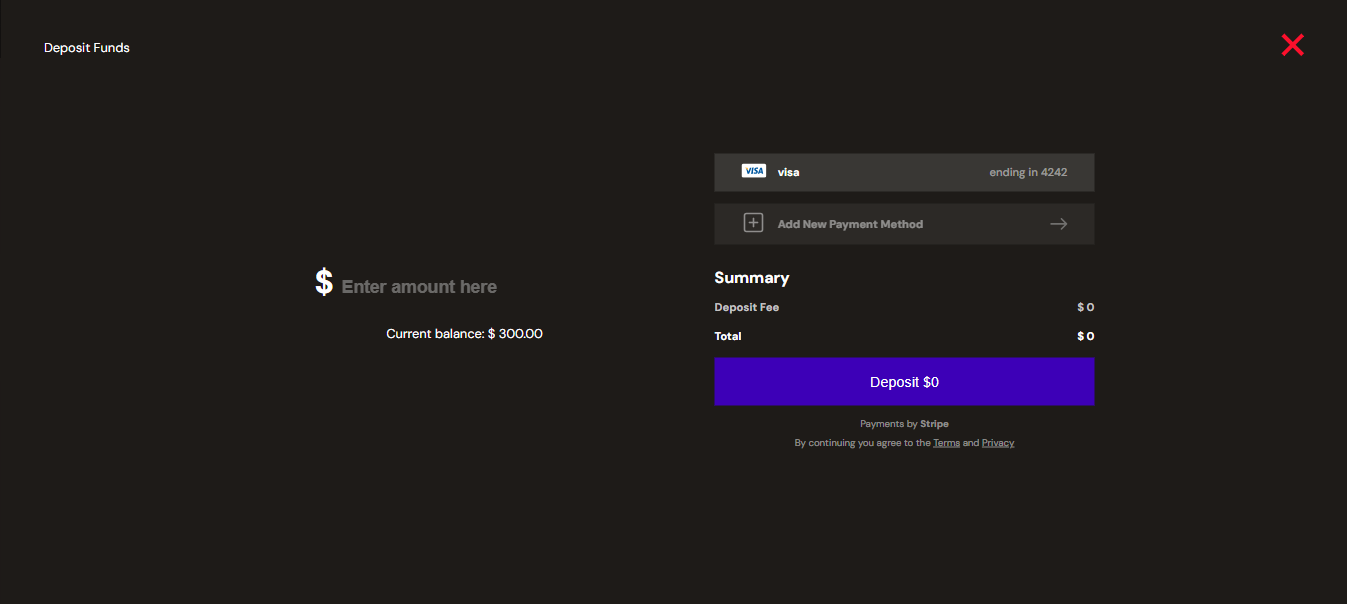 Deposit Funds
VISA visa ending in 4242
Add New Payment Method
$ Enter amount here
Current balance: $ 300.00
Summary
Deposit Fee $ 0
Total $ 0
Deposit $0
Payments by Stripe
By continuing you agree to the Terms and Privacy